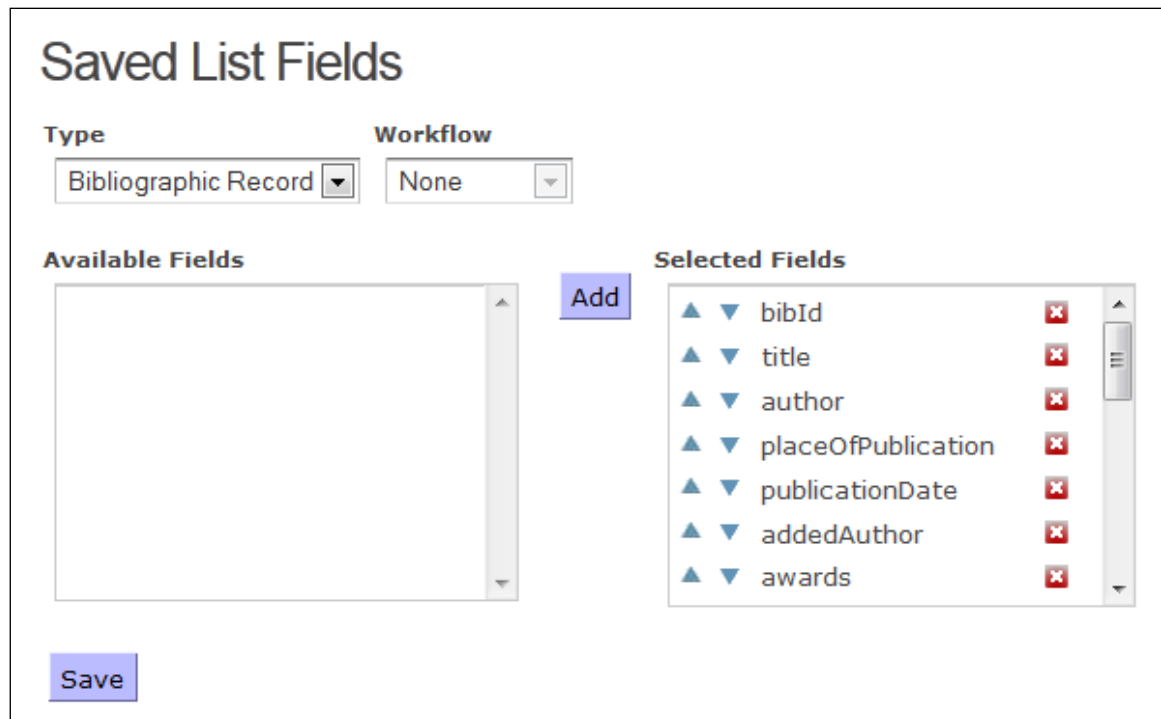 Saved List Fields
Type Workflow
Bibliographic Record None
Available Fields Selected Fields
Add
bibId
title
author
placeOfPublication
publicationDate
addedAuthor
awards
Save